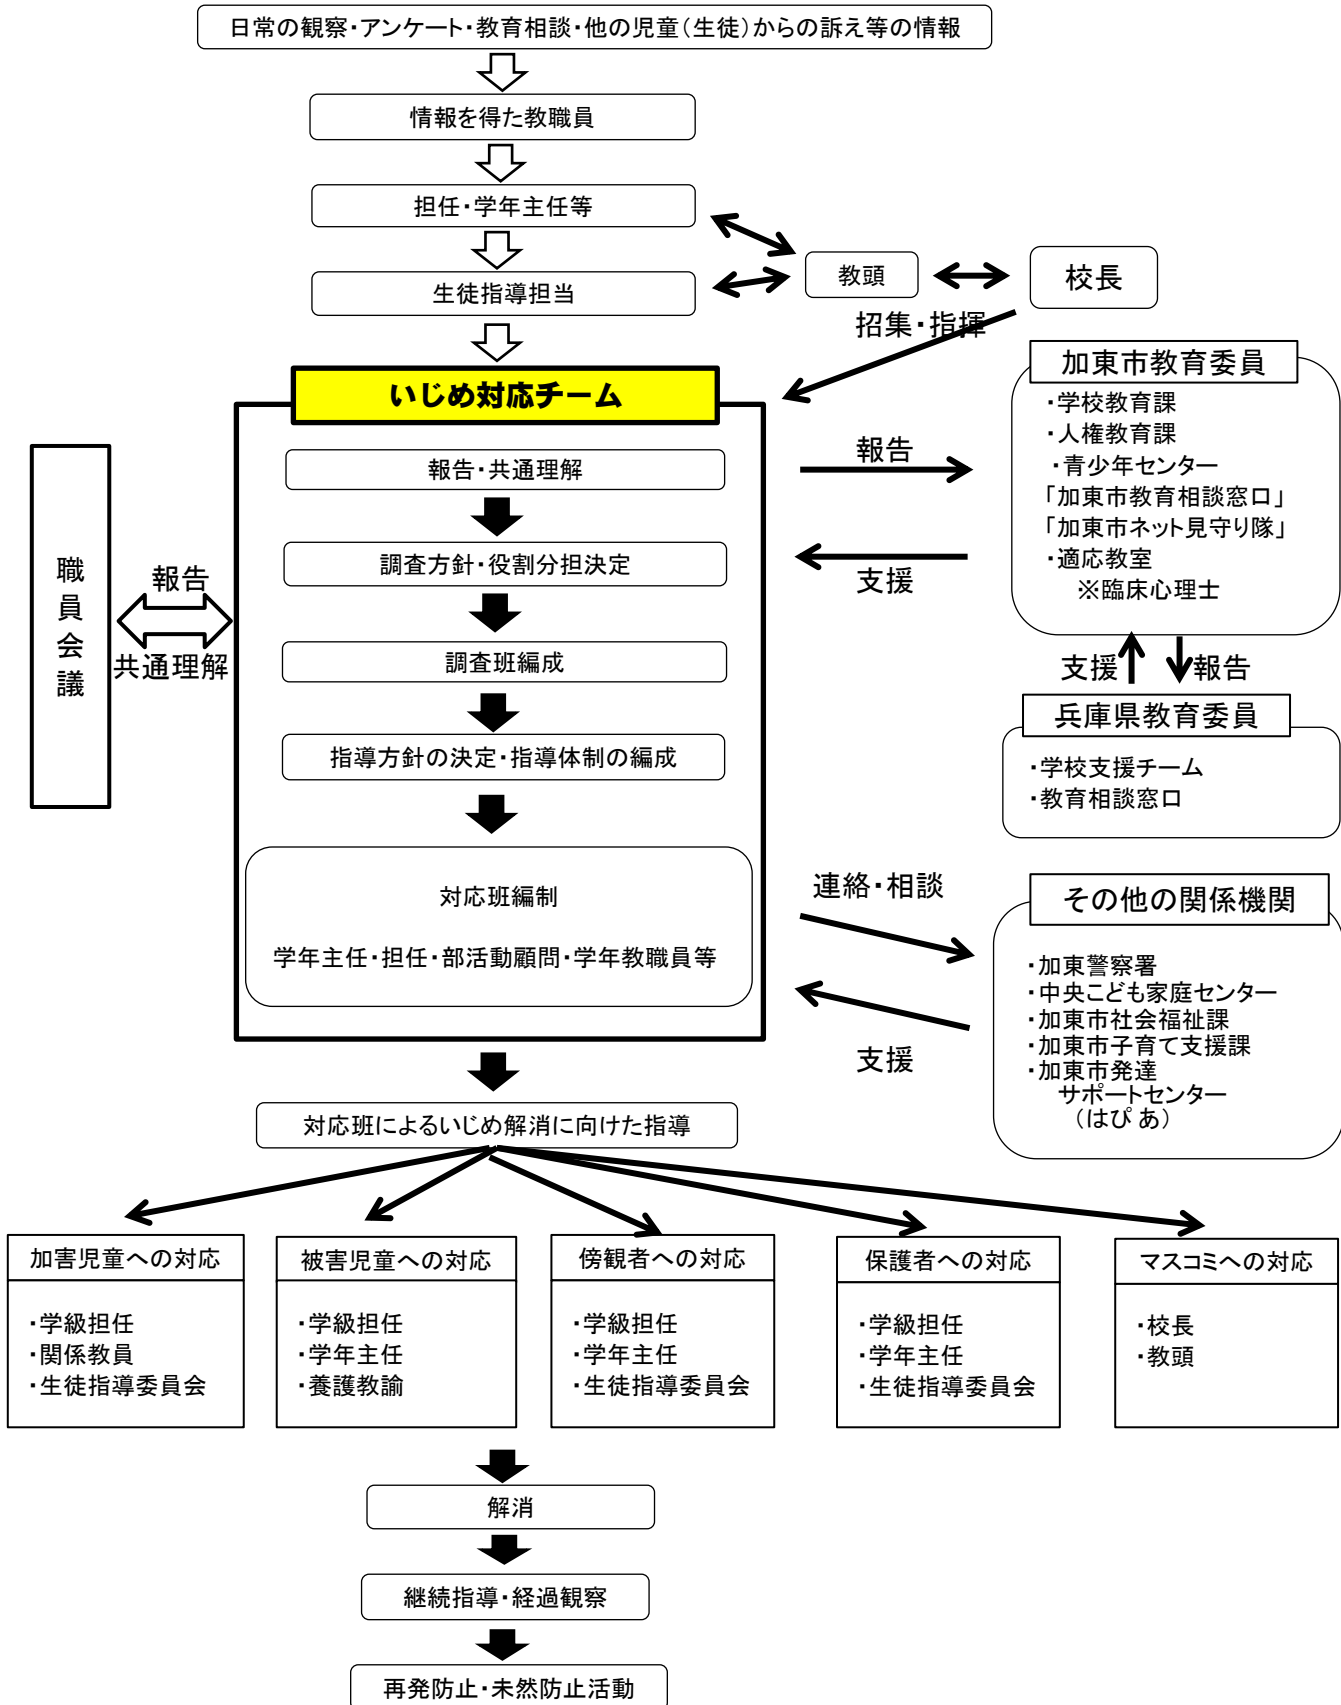 日常の観察・アンケート・教育相談・他の児童（生徒）からの訴え等の情報
情報を得た教職員
担任・学年主任等
生徒指導担当
教頭
校長
招集・指揮
いじめ対応チーム
報告・共通理解
調査方針・役割分担決定
調査班編成
指導方針の決定・指導体制の編成
対応班編制
学年主任・担任・部活動顧問・学年教職員等
職員会議
報告
共通理解
報告
支援
加東市教育委員
・学校教育課
・人権教育課
・青少年センター
「加東市教育相談窓口」
「加東市ネット見守り隊」
・適応教室
※臨床心理士
支援
報告
兵庫県教育委員
・学校支援チーム
・教育相談窓口
連絡・相談
支援
その他の関係機関
・加東警察署
・中央こども家庭センター
・加東市社会福祉課
・加東市子育て支援課
・加東市発達
サポートセンター
（はぴあ）
対応班によるいじめ解消に向けた指導
加害児童への対応
・学級担任
・関係教員
・生徒指導委員会
被害児童への対応
・学級担任
・学年主任
・養護教諭
傍観者への対応
・学級担任
・学年主任
・生徒指導委員会
保護者への対応
・学級担任
・学年主任
・生徒指導委員会
マスコミへの対応
・校長
・教頭
解消
継続指導・経過観察
再発防止・未然防止活動